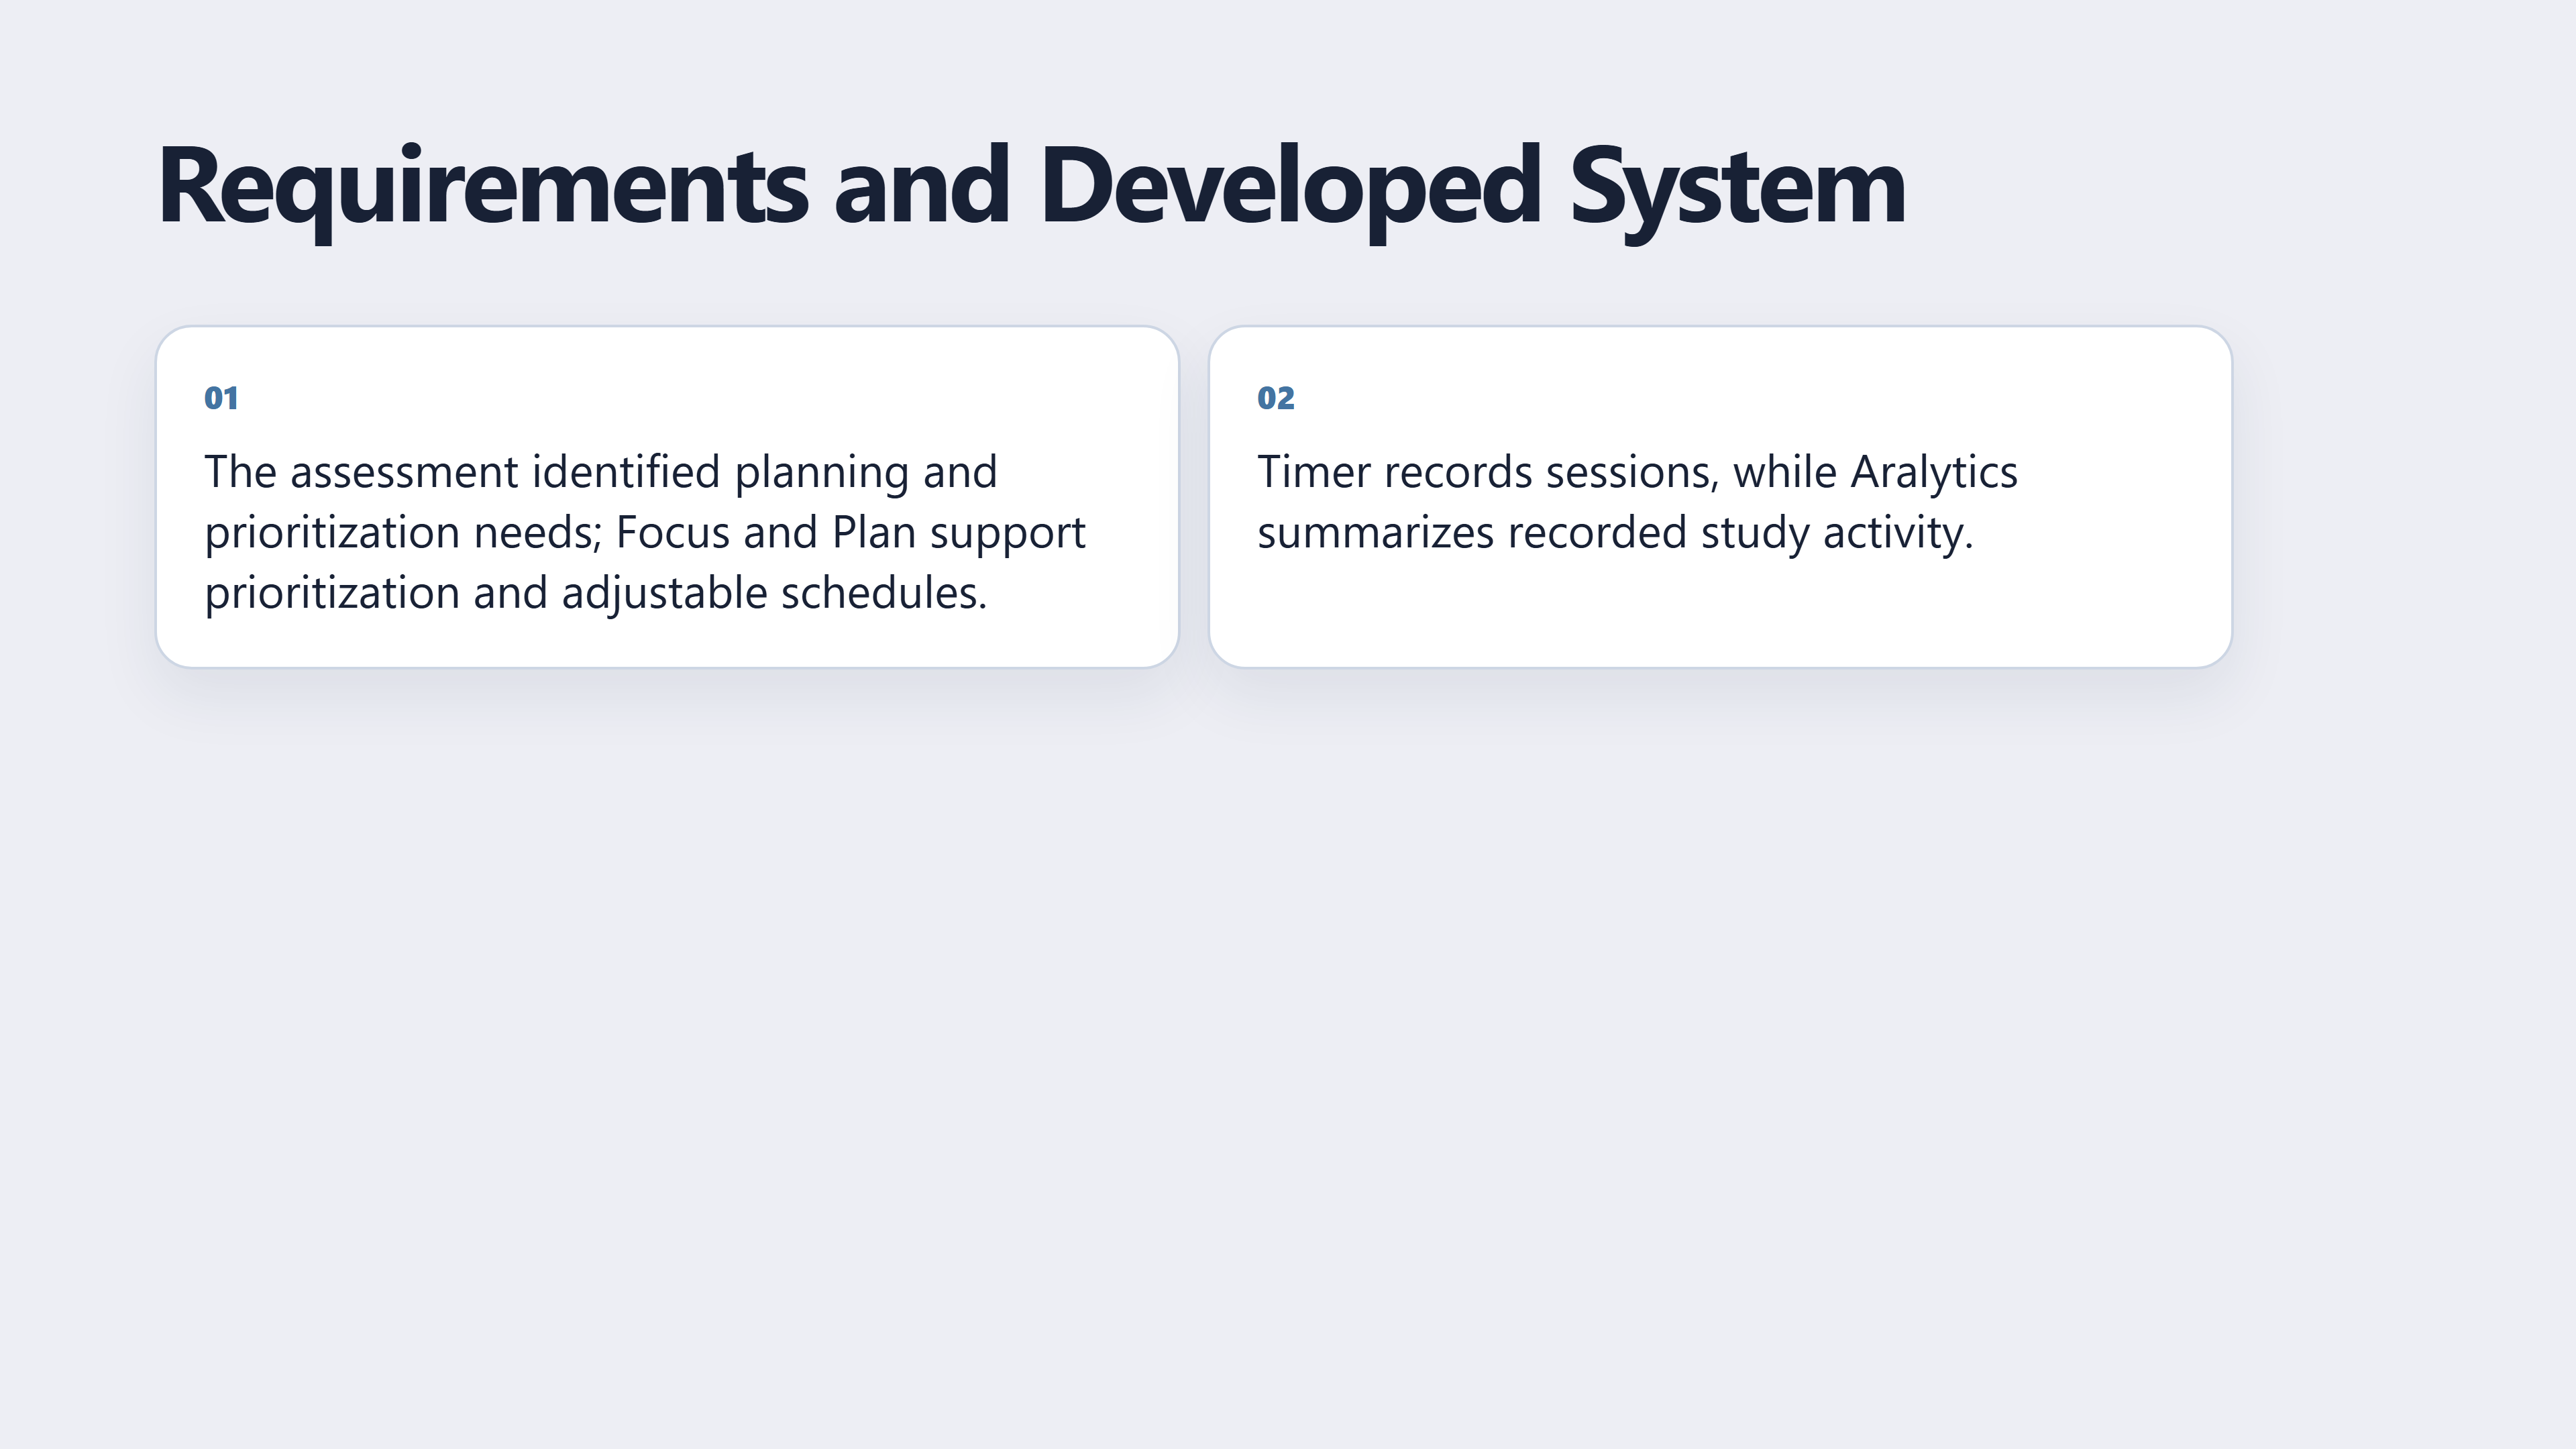 Requirements and Developed System
01
The assessment identified planning and
prioritization needs; Focus and Plan support
prioritization and adjustable schedules.
02
Timer records sessions, while Aralytics
summarizes recorded study activity.